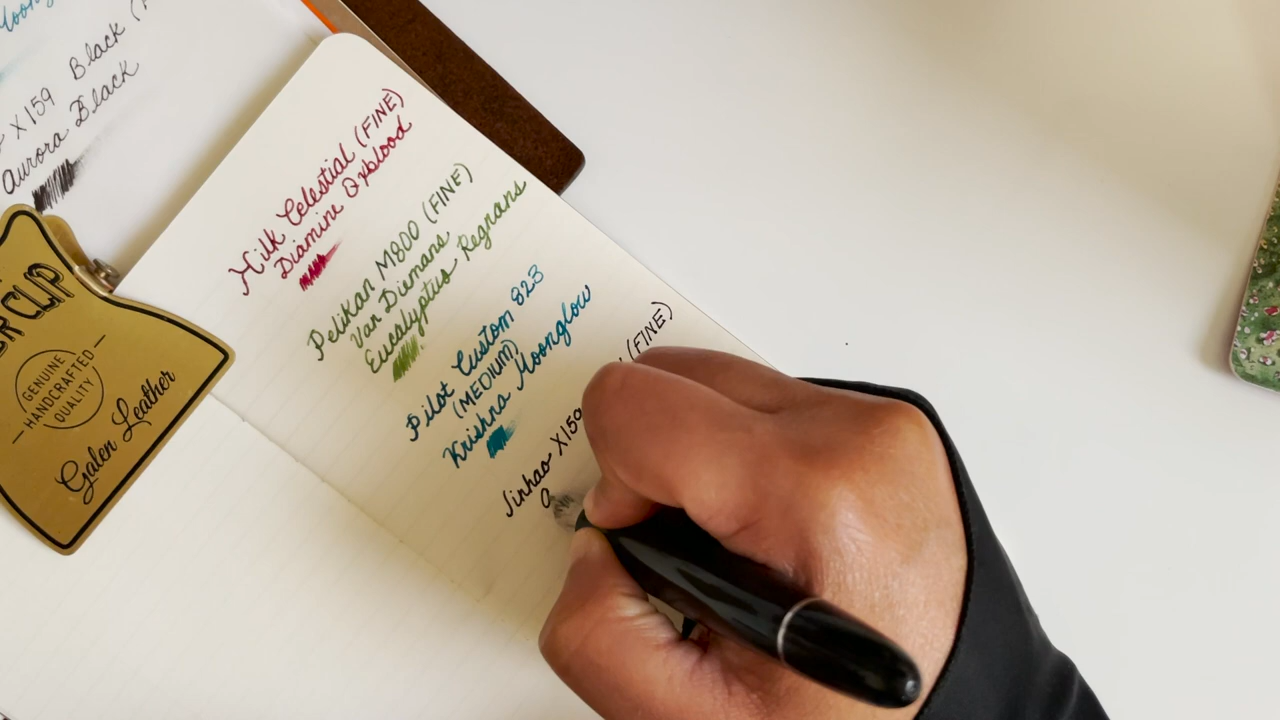 X159 Black
Aurora Black
Milk Celestial (FINE)
Diamine Oxblood
Pelikan M800 (FINE)
Van Diemans
Eucalyptus Regnans
Pilot Custom 823
(MEDIUM)
Krishna Moonglow
Jinhao X159 (FINE)
CLIP
GENUINE
HANDCRAFTED
QUALITY
Galen Leather